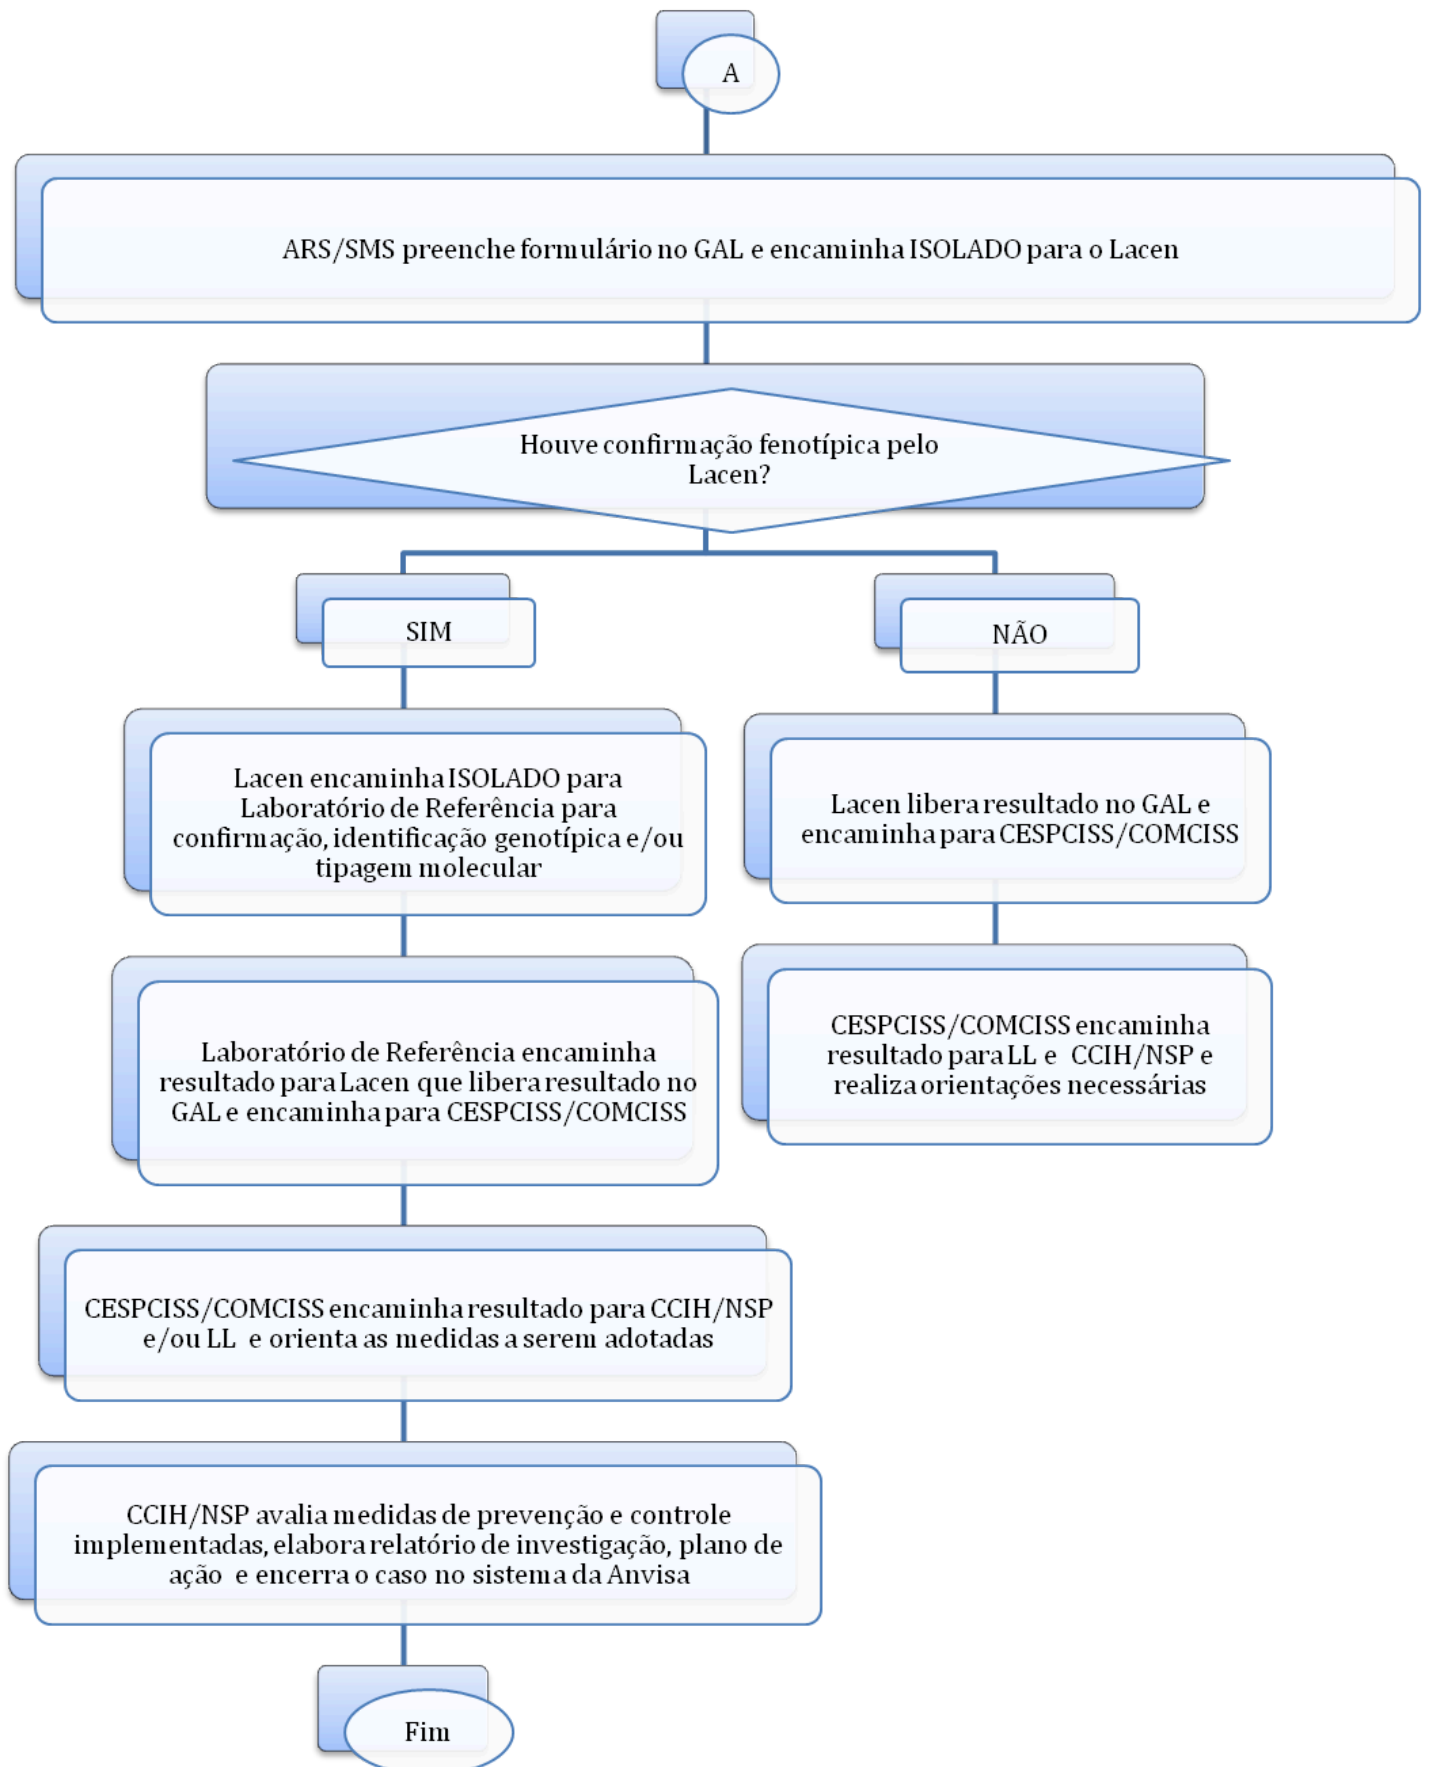 A
ARS/SMS preenche formulário no GAL e encaminha ISOLADO para o Lacen
Houve confirmação fenotípica pelo
Lacen?
SIM
NÃO
Lacen encaminha ISOLADO para
Laboratório de Referência para
confirmação, identificação genotípica e/ou
tipagem molecular
Lacen libera resultado no GAL e
encaminha para CESPCISS/COMCISS
Laboratório de Referência encaminha
resultado para Lacen que libera resultado no
GAL e encaminha para CESPCISS/COMCISS
CESPCISS/COMCISS encaminha
resultado para LL e CCIH/NSP e
realiza orientações necessárias
CESPCISS/COMCISS encaminha resultado para CCIH/NSP
e/ou LL e orienta as medidas a serem adotadas
CCIH/NSP avalia medidas de prevenção e controle
implementadas, elabora relatório de investigação, plano de
ação e encerra o caso no sistema da Anvisa
Fim